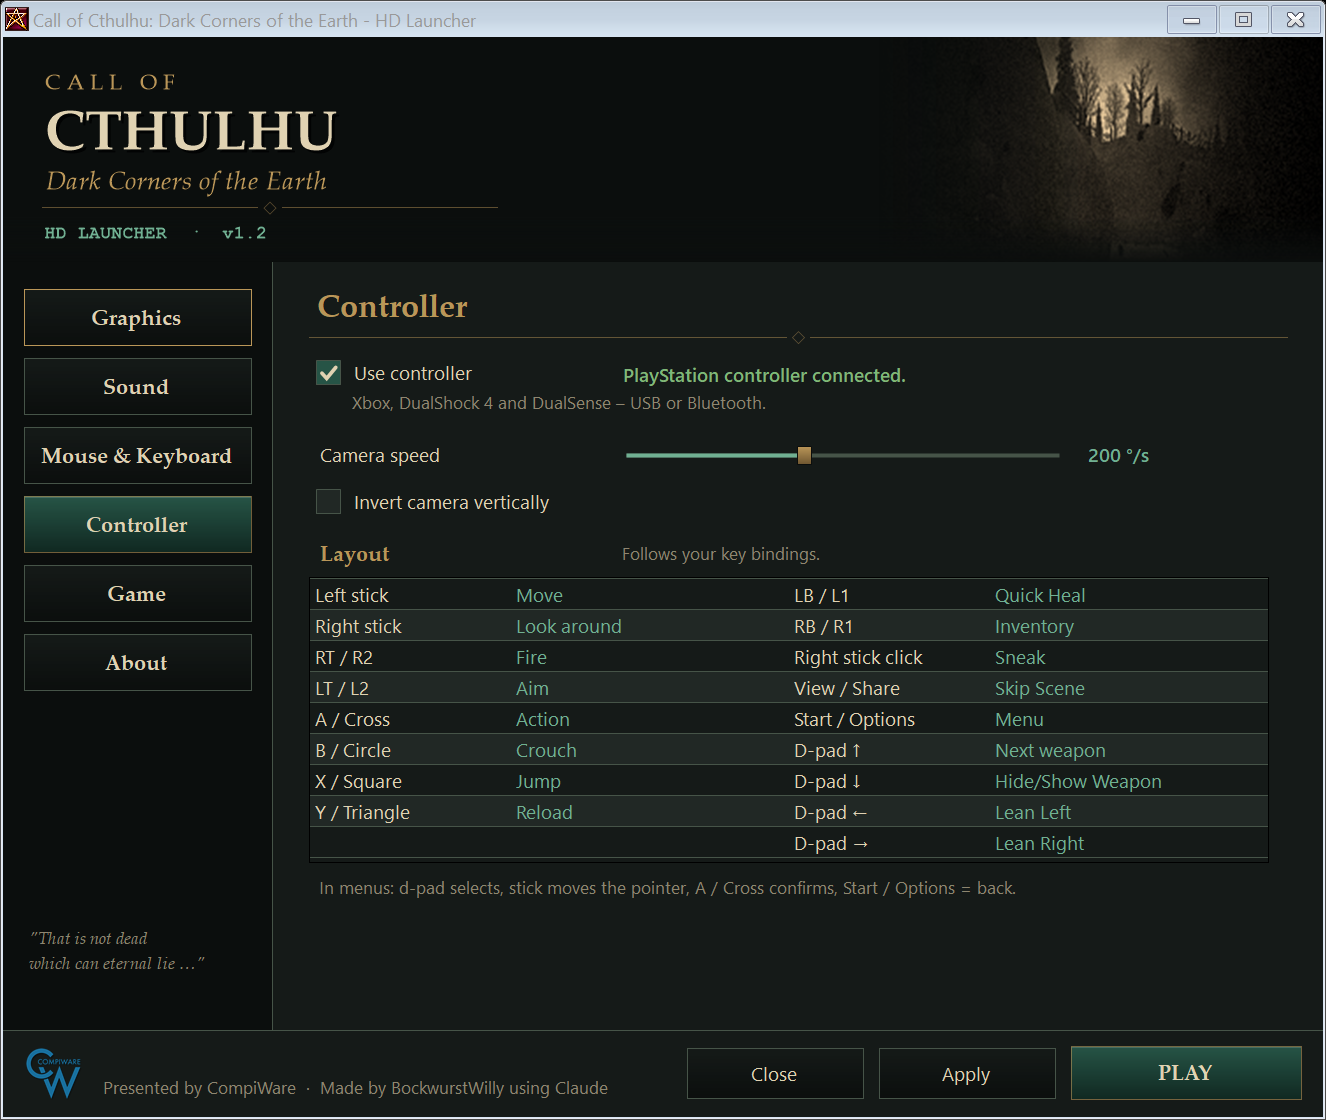 Call of Cthulhu: Dark Corners of the Earth - HD Launcher
CALL OF
CTHULHU
Dark Corners of the Earth
HD LAUNCHER · v1.2
Graphics
Sound
Mouse & Keyboard
Controller
Game
About
"That is not dead
which can eternal lie ..."
Controller
Use controller PlayStation controller connected.
Xbox, DualShock 4 and DualSense – USB or Bluetooth.
Camera speed 200 °/s
Invert camera vertically
Layout Follows your key bindings.
Left stick Move LB / L1 Quick Heal
Right stick Look around RB / R1 Inventory
RT / R2 Fire Right stick click Sneak
LT / L2 Aim View / Share Skip Scene
A / Cross Action Start / Options Menu
B / Circle Crouch D-pad ↑ Next weapon
X / Square Jump D-pad ↓ Hide/Show Weapon
Y / Triangle Reload D-pad ← Lean Left
D-pad → Lean Right
In menus: d-pad selects, stick moves the pointer, A / Cross confirms, Start / Options = back.
COMPIWARE
CW
Presented by CompiWare · Made by BockwurstWilly using Claude
Close
Apply
PLAY